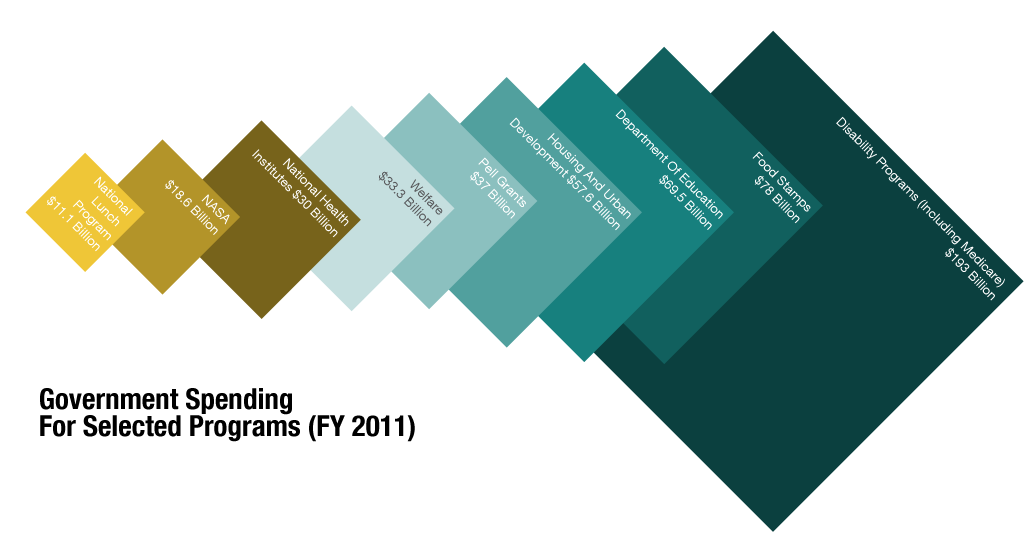 National
Lunch
Program
$11.1 Billion
NASA
$18.6 Billion
National Health
Institutes $30 Billion
Welfare
$33.3 Billion
Pell Grants
$37 Billion
Housing And Urban
Development $57.6 Billion
Department Of Education
$69.5 Billion
Food Stamps
$78 Billion
Disability Programs (Including Medicare)
$193 Billion
Government Spending
For Selected Programs (FY 2011)